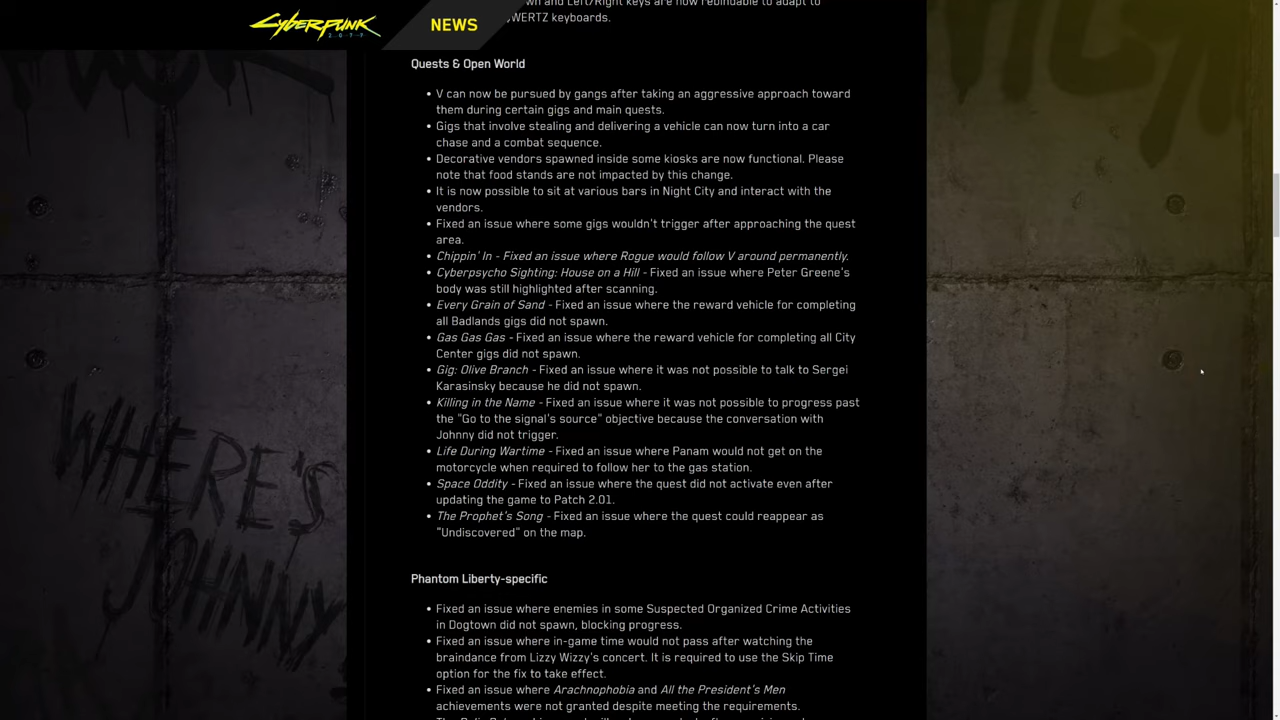 wn and Left/Right keys are now rebindable to adapt to
WERTZ keyboards.
CYBERPUNK
2077
NEWS
Quests & Open World
• V can now be pursued by gangs after taking an aggressive approach toward
them during certain gigs and main quests.
• Gigs that involve stealing and delivering a vehicle can now turn into a car
chase and a combat sequence.
• Decorative vendors spawned inside some kiosks are now functional. Please
note that food stands are not impacted by this change.
• It is now possible to sit at various bars in Night City and interact with the
vendors.
• Fixed an issue where some gigs wouldn't trigger after approaching the quest
area.
• Chippin' In - Fixed an issue where Rogue would follow V around permanently.
• Cyberpsycho Sighting: House on a Hill - Fixed an issue where Peter Greene's
body was still highlighted after scanning.
• Every Grain of Sand - Fixed an issue where the reward vehicle for completing
all Badlands gigs did not spawn.
• Gas Gas Gas - Fixed an issue where the reward vehicle for completing all City
Center gigs did not spawn.
• Gig: Olive Branch - Fixed an issue where it was not possible to talk to Sergei
Karasinsky because he did not spawn.
• Killing in the Name - Fixed an issue where it was not possible to progress past
the "Go to the signal's source" objective because the conversation with
Johnny did not trigger.
• Life During Wartime - Fixed an issue where Panam would not get on the
motorcycle when required to follow her to the gas station.
• Space Oddity - Fixed an issue where the quest did not activate even after
updating the game to Patch 2.01.
• The Prophet's Song - Fixed an issue where the quest could reappear as
"Undiscovered" on the map.
Phantom Liberty-specific
• Fixed an issue where enemies in some Suspected Organized Crime Activities
in Dogtown did not spawn, blocking progress.
• Fixed an issue where in-game time would not pass after watching the
braindance from Lizzy Wizzy's concert. It is required to use the Skip Time
option for the fix to take effect.
• Fixed an issue where Arachnophobia and All the President's Men
achievements were not granted despite meeting the requirements.
WHERE'S
JOHNNY